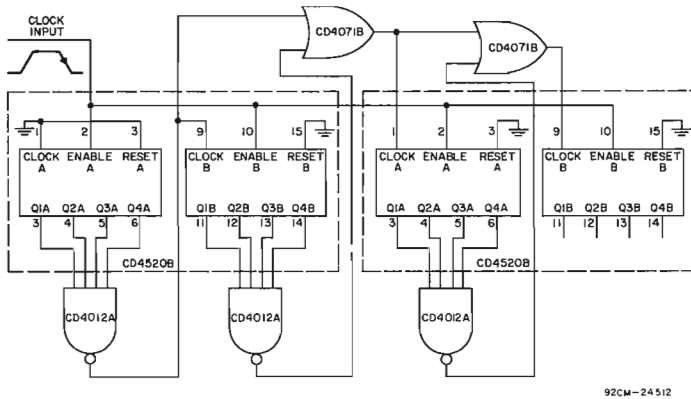 CLOCK
INPUT
CD4071B
CD4071B
1 2 3 9 10 15 1 2 3 9 10 15
CLOCK ENABLE RESET CLOCK ENABLE RESET CLOCK ENABLE RESET CLOCK ENABLE RESET
A A A B B B A A A B B B
Q1A Q2A Q3A Q4A Q1B Q2B Q3B Q4B Q1A Q2A Q3A Q4A Q1B Q2B Q3B Q4B
3 4 5 6 11 12 13 14 3 4 5 6 11 12 13 14
CD4520B CD4520B
CD4012A CD4012A CD4012A
92CM-24512